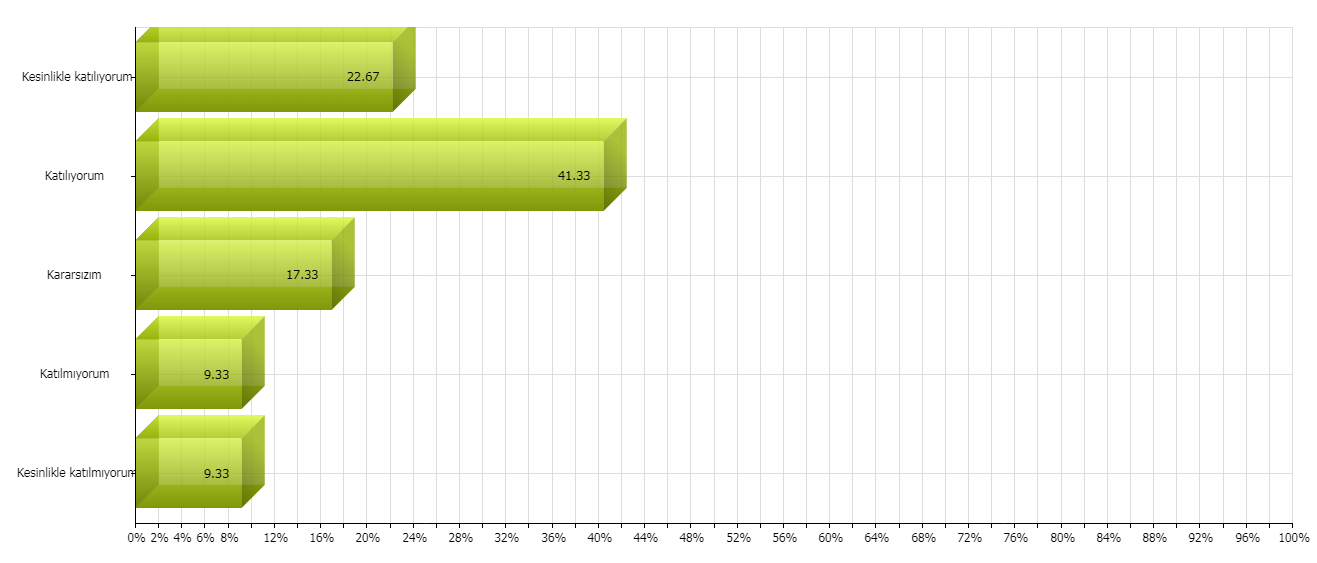 Kesinlikle katılıyorum
22.67
Katılıyorum
41.33
Kararsızım
17.33
Katılmıyorum
9.33
Kesinlikle katılmıyorum
9.33
0% 2% 4% 6% 8% 12% 16% 20% 24% 28% 32% 36% 40% 44% 48% 52% 56% 60% 64% 68% 72% 76% 80% 84% 88% 92% 96% 100%